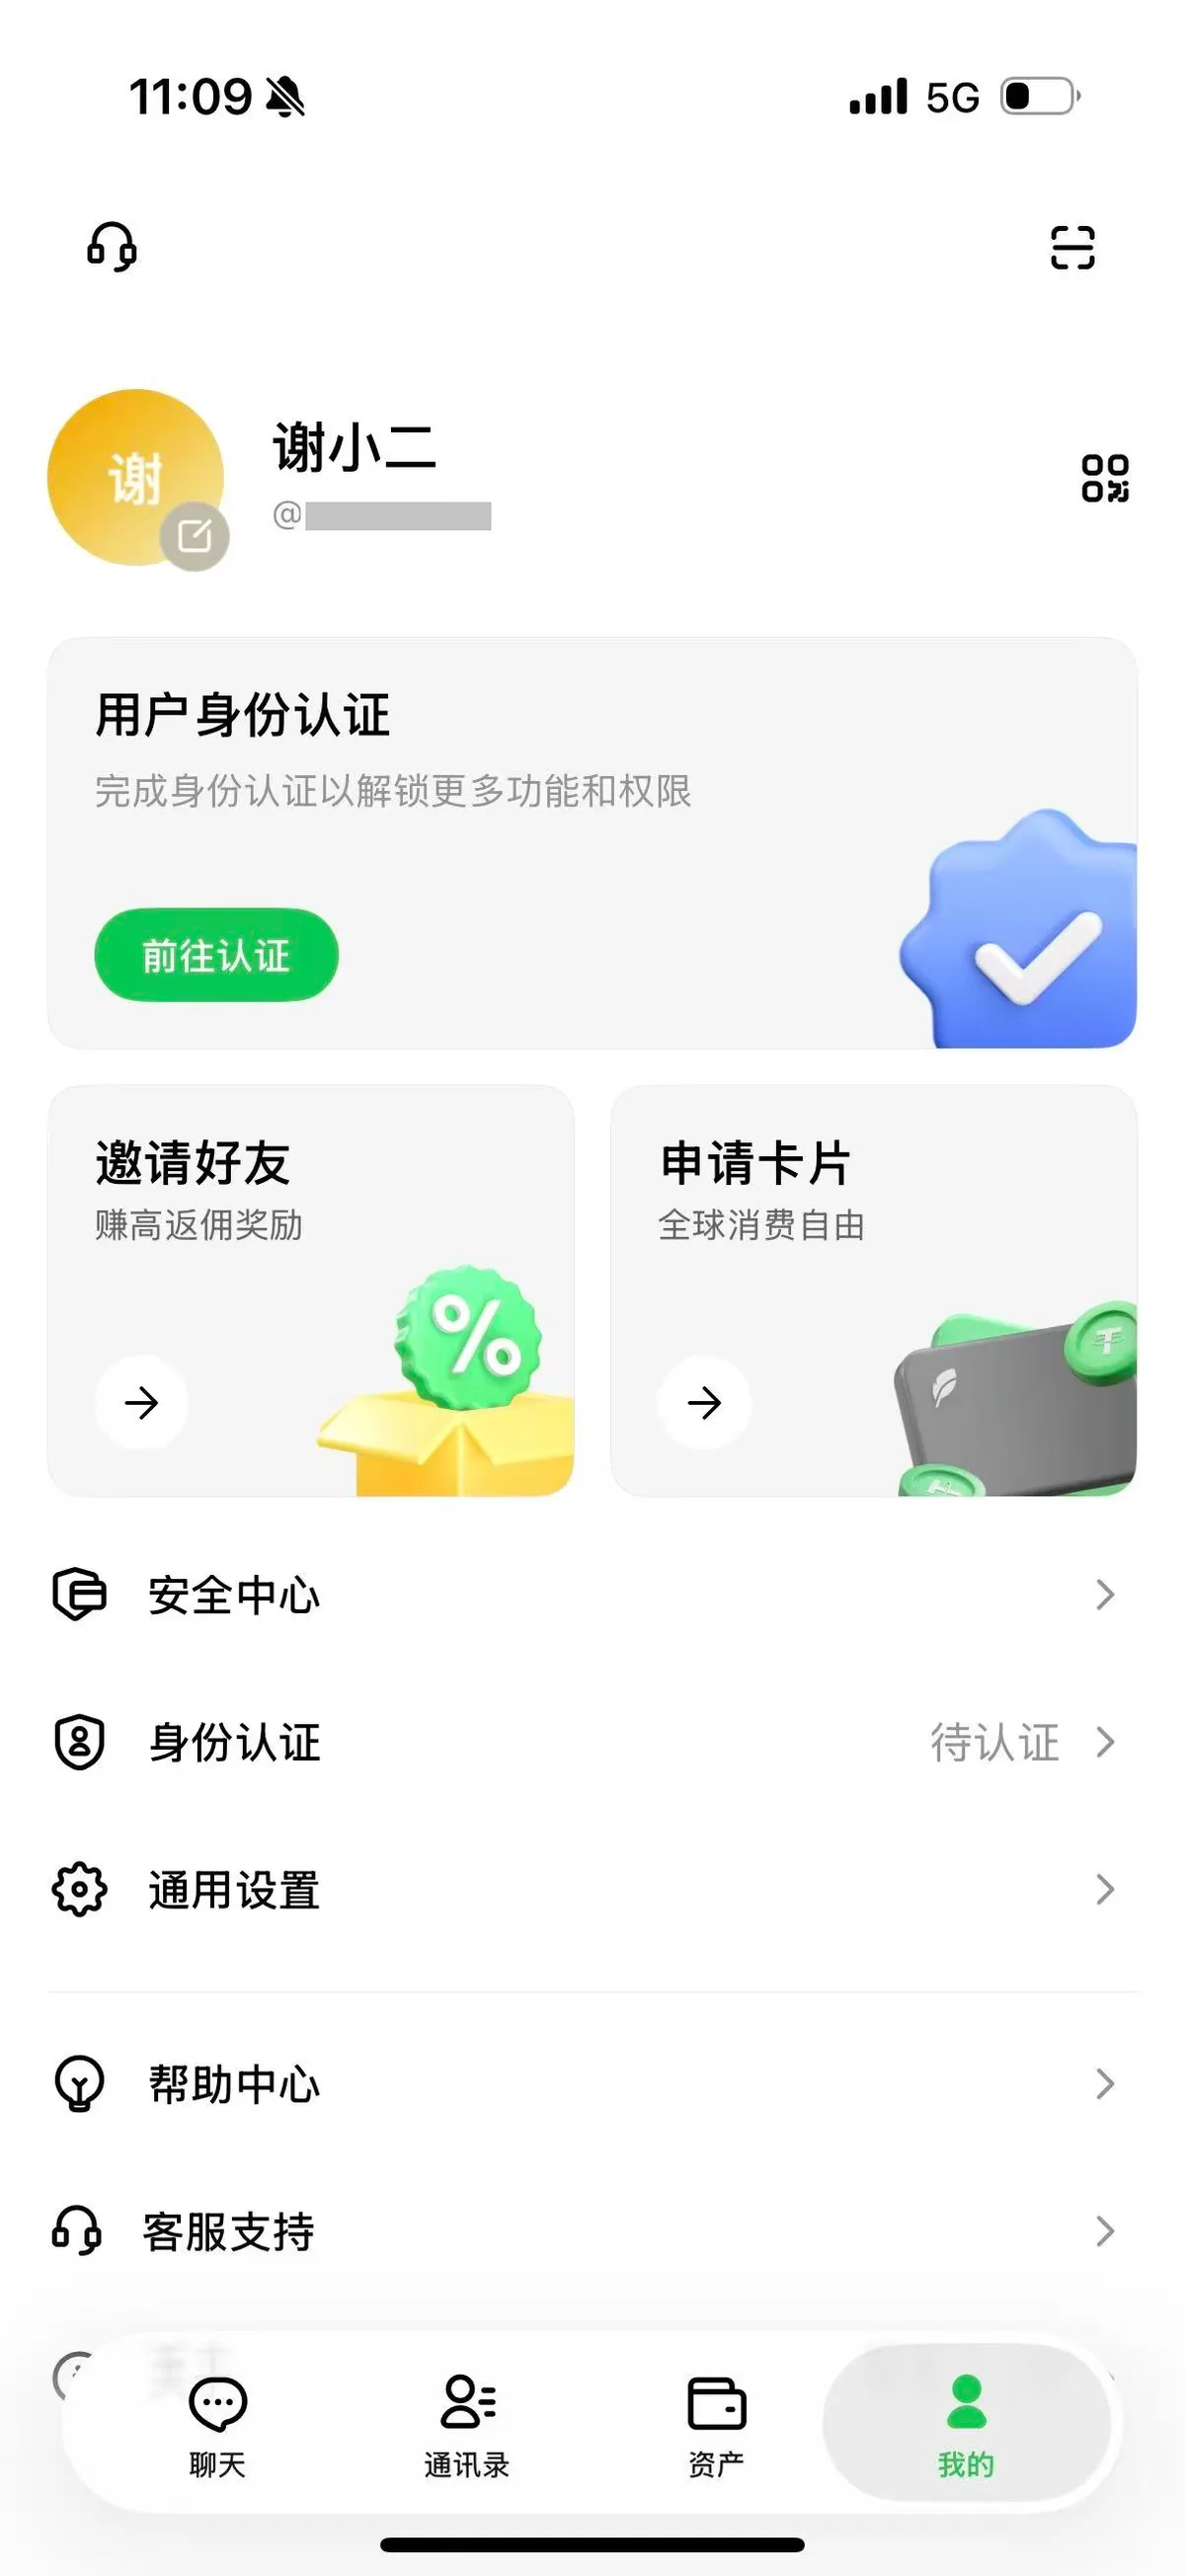 11:09
5G
谢
谢小二
@
用户身份认证
完成身份认证以解锁更多功能和权限
前往认证
邀请好友
赚高返佣奖励
申请卡片
全球消费自由
安全中心
身份认证
待认证
通用设置
帮助中心
客服支持
聊天
通讯录
资产
我的